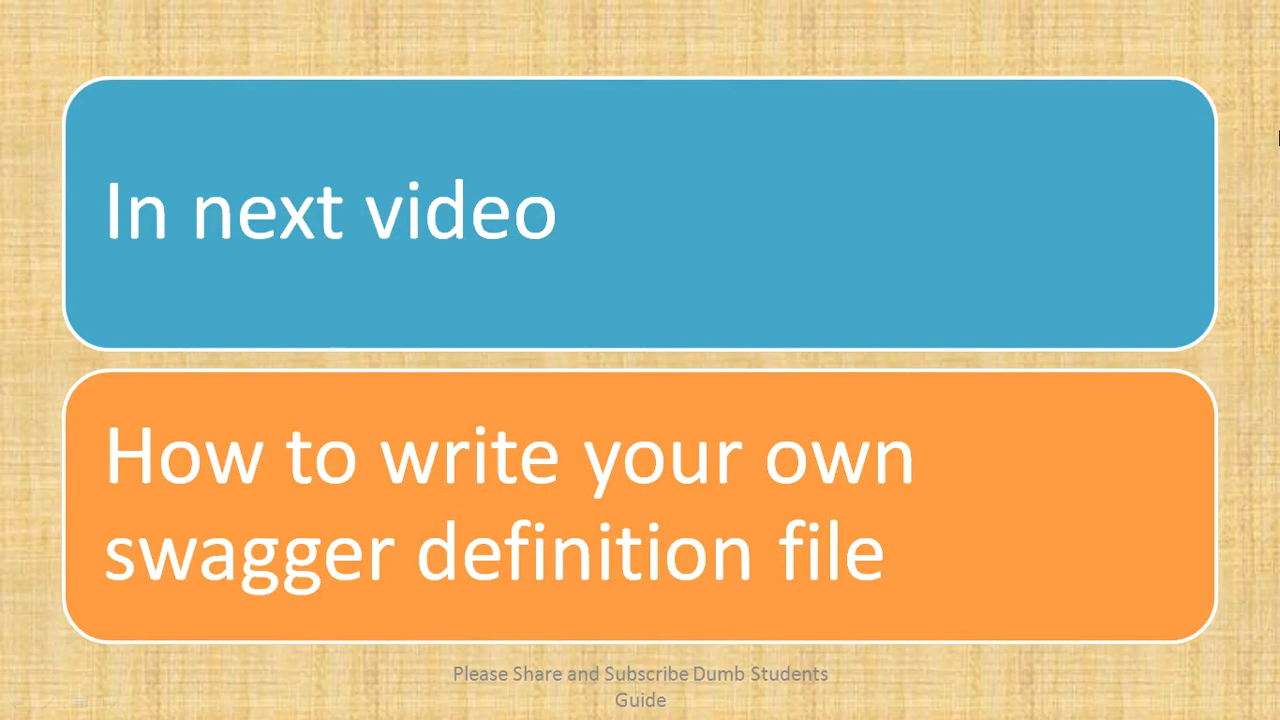 In next video
How to write your own
swagger definition file
Please Share and Subscribe Dumb Students
Guide